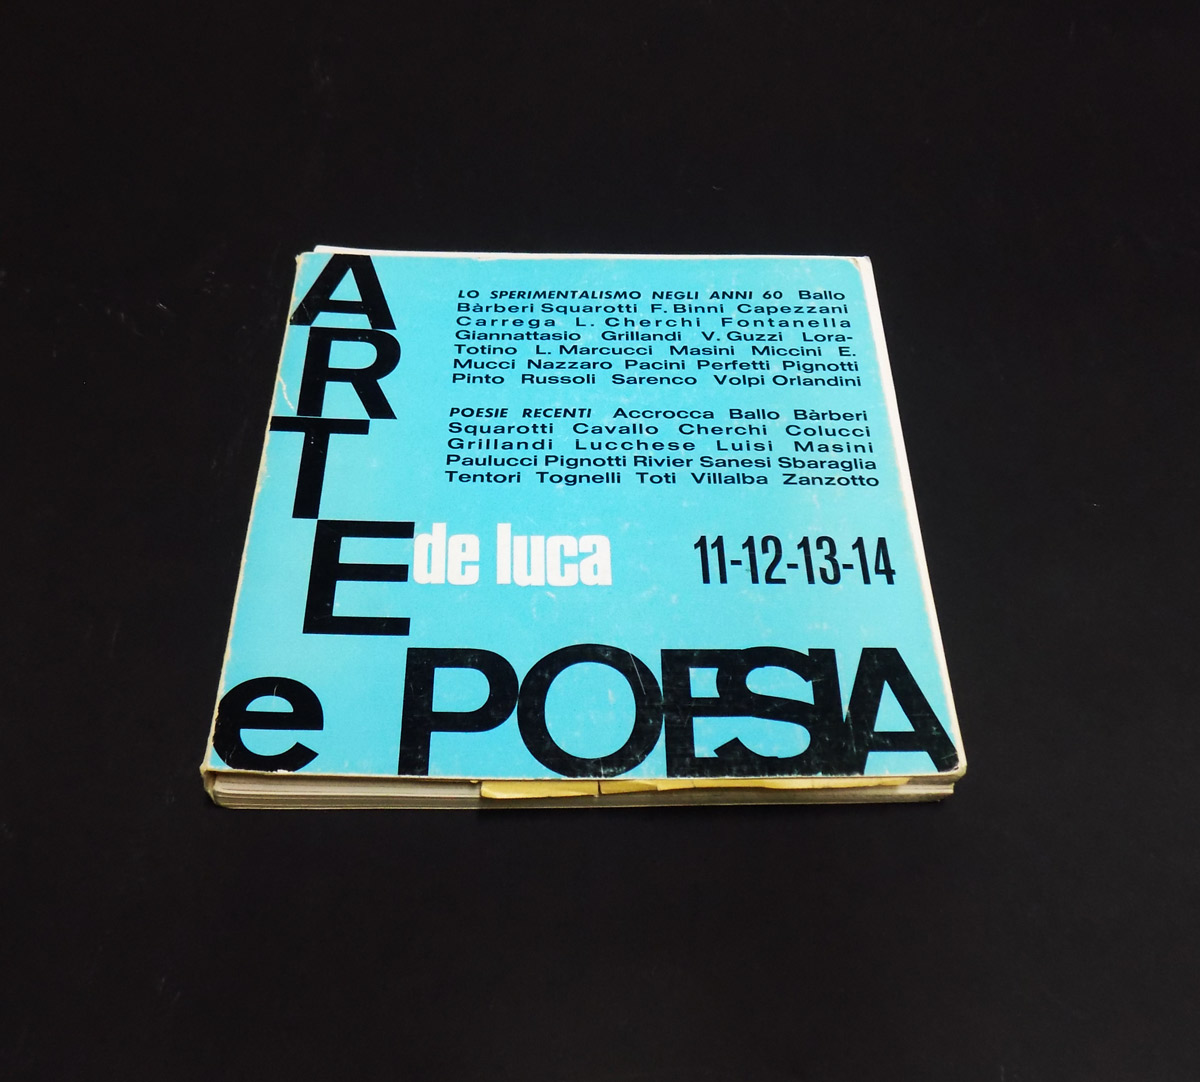 ARTE
LO SPERIMENTALISMO NEGLI ANNI 60 Ballo
Bàrberi Squarotti F. Binni Capezzani
Carrega L. Cherchi Fontanella
Giannattasio Grillandi V. Guzzi Lora-
Totino L. Marcucci Masini Miccini E.
Mucci Nazzaro Pacini Perfetti Pignotti
Pinto Russoli Sarenco Volpi Orlandini
POESIE RECENTI Accrocca Ballo Bàrberi
Squarotti Cavallo Cherchi Colucci
Grillandi Lucchese Luisi Masini
Paulucci Pignotti Rivier Sanesi Sbaraglia
Tentori Tognelli Toti Villalba Zanzotto
de luca 11-12-13-14
e POESIA